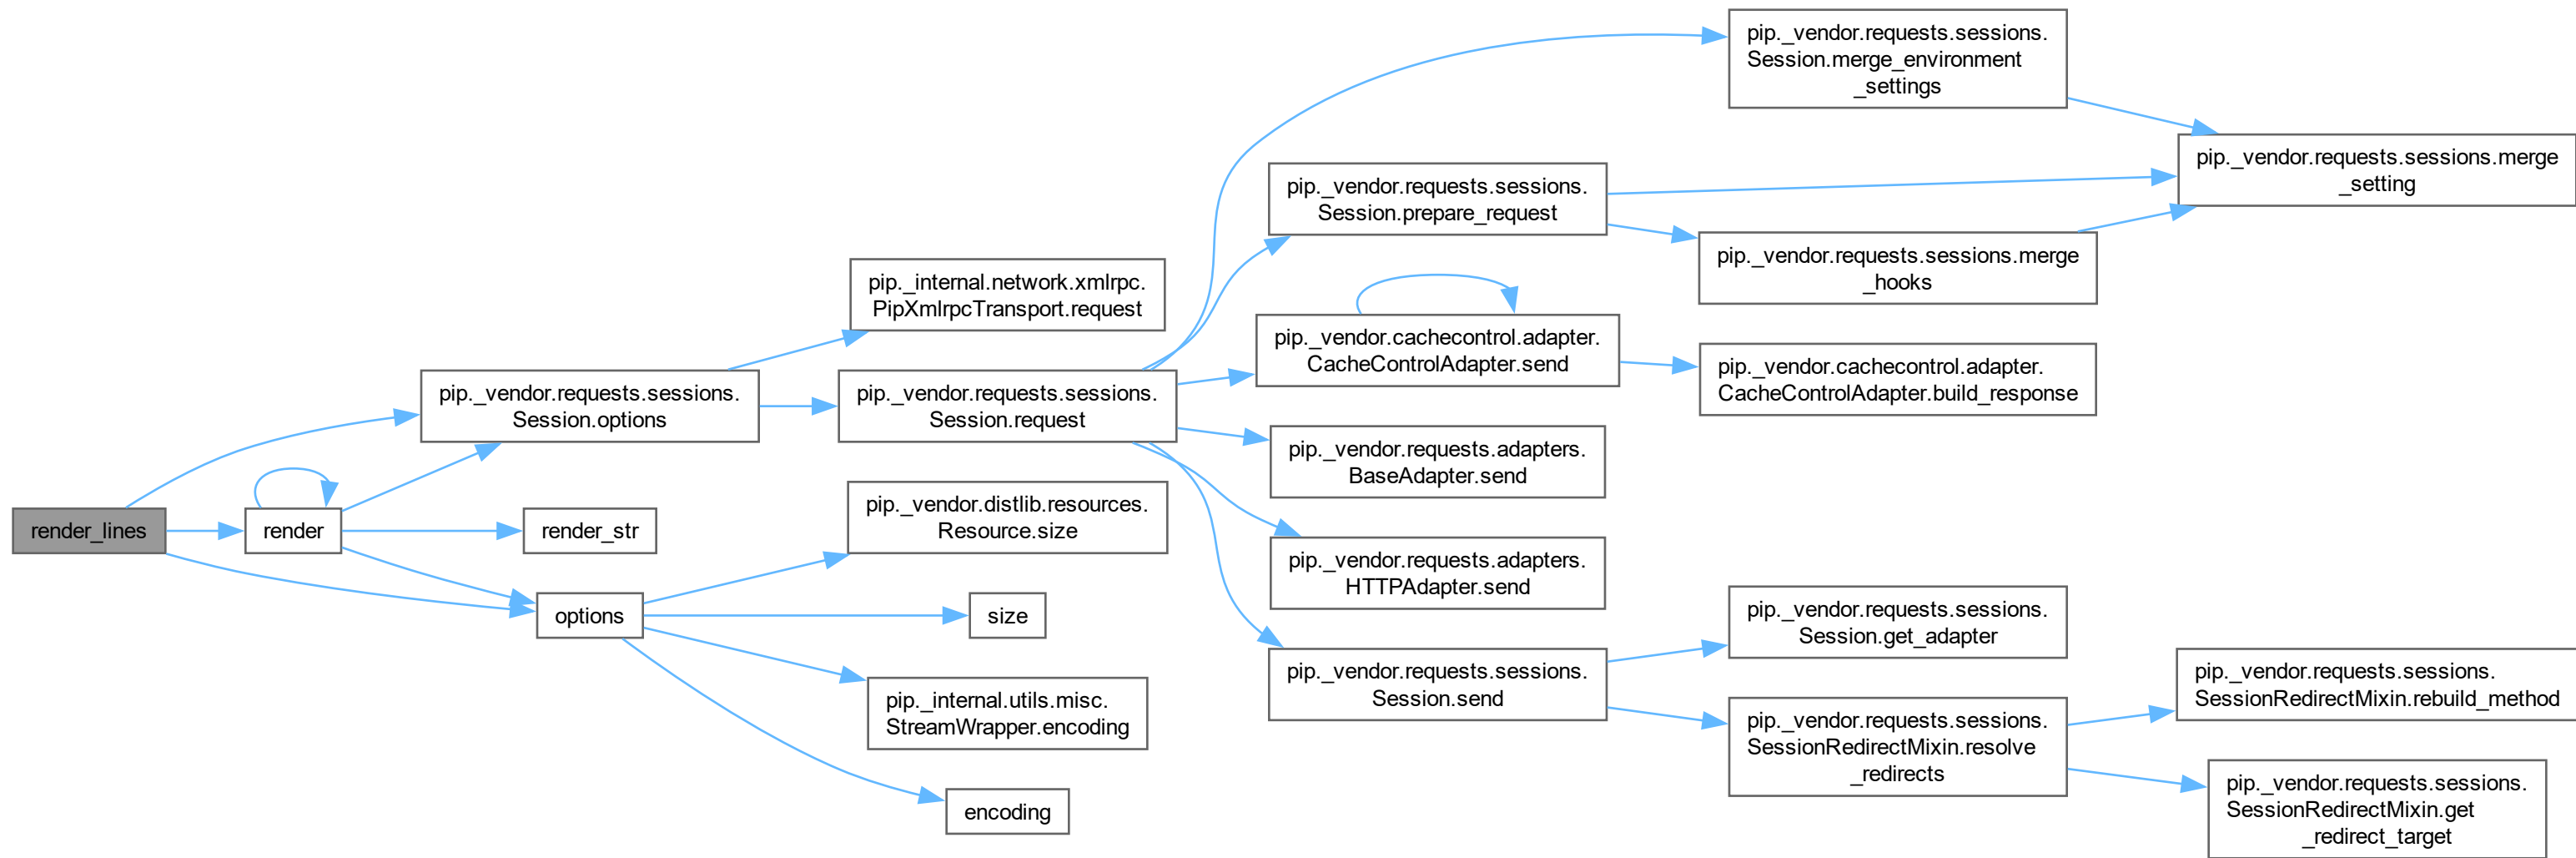 render_lines
render
pip._vendor.requests.sessions.
Session.options
render_str
options
pip._internal.network.xmlrpc.
PipXmlrpcTransport.request
pip._vendor.requests.sessions.
Session.request
pip._vendor.distlib.resources.
Resource.size
size
pip._internal.utils.misc.
StreamWrapper.encoding
encoding
pip._vendor.requests.sessions.
Session.merge_environment
_settings
pip._vendor.requests.sessions.
Session.prepare_request
pip._vendor.requests.sessions.merge
_setting
pip._vendor.requests.sessions.merge
_hooks
pip._vendor.cachecontrol.adapter.
CacheControlAdapter.send
pip._vendor.cachecontrol.adapter.
CacheControlAdapter.build_response
pip._vendor.requests.adapters.
BaseAdapter.send
pip._vendor.requests.adapters.
HTTPAdapter.send
pip._vendor.requests.sessions.
Session.send
pip._vendor.requests.sessions.
Session.get_adapter
pip._vendor.requests.sessions.
SessionRedirectMixin.resolve
_redirects
pip._vendor.requests.sessions.
SessionRedirectMixin.rebuild_method
pip._vendor.requests.sessions.
SessionRedirectMixin.get
_redirect_target